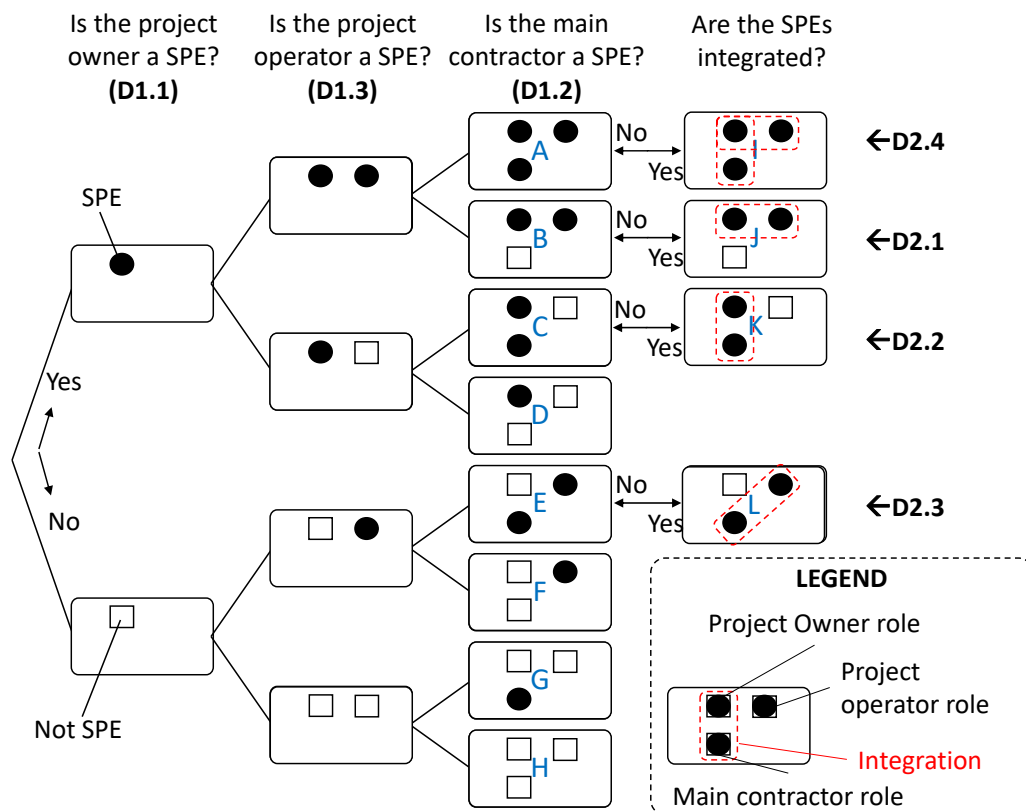 Is the project
owner a SPE?
(D1.1)
Is the project
operator a SPE?
(D1.3)
Is the main
contractor a SPE?
(D1.2)
Are the SPEs
integrated?
SPE
Yes
No
Not SPE
A
No
Yes
I
←D2.4
B
No
Yes
J
←D2.1
C
No
Yes
K
←D2.2
D
E
No
Yes
L
←D2.3
F
G
H
LEGEND
Project Owner role
Project
operator role
Integration
Main contractor role